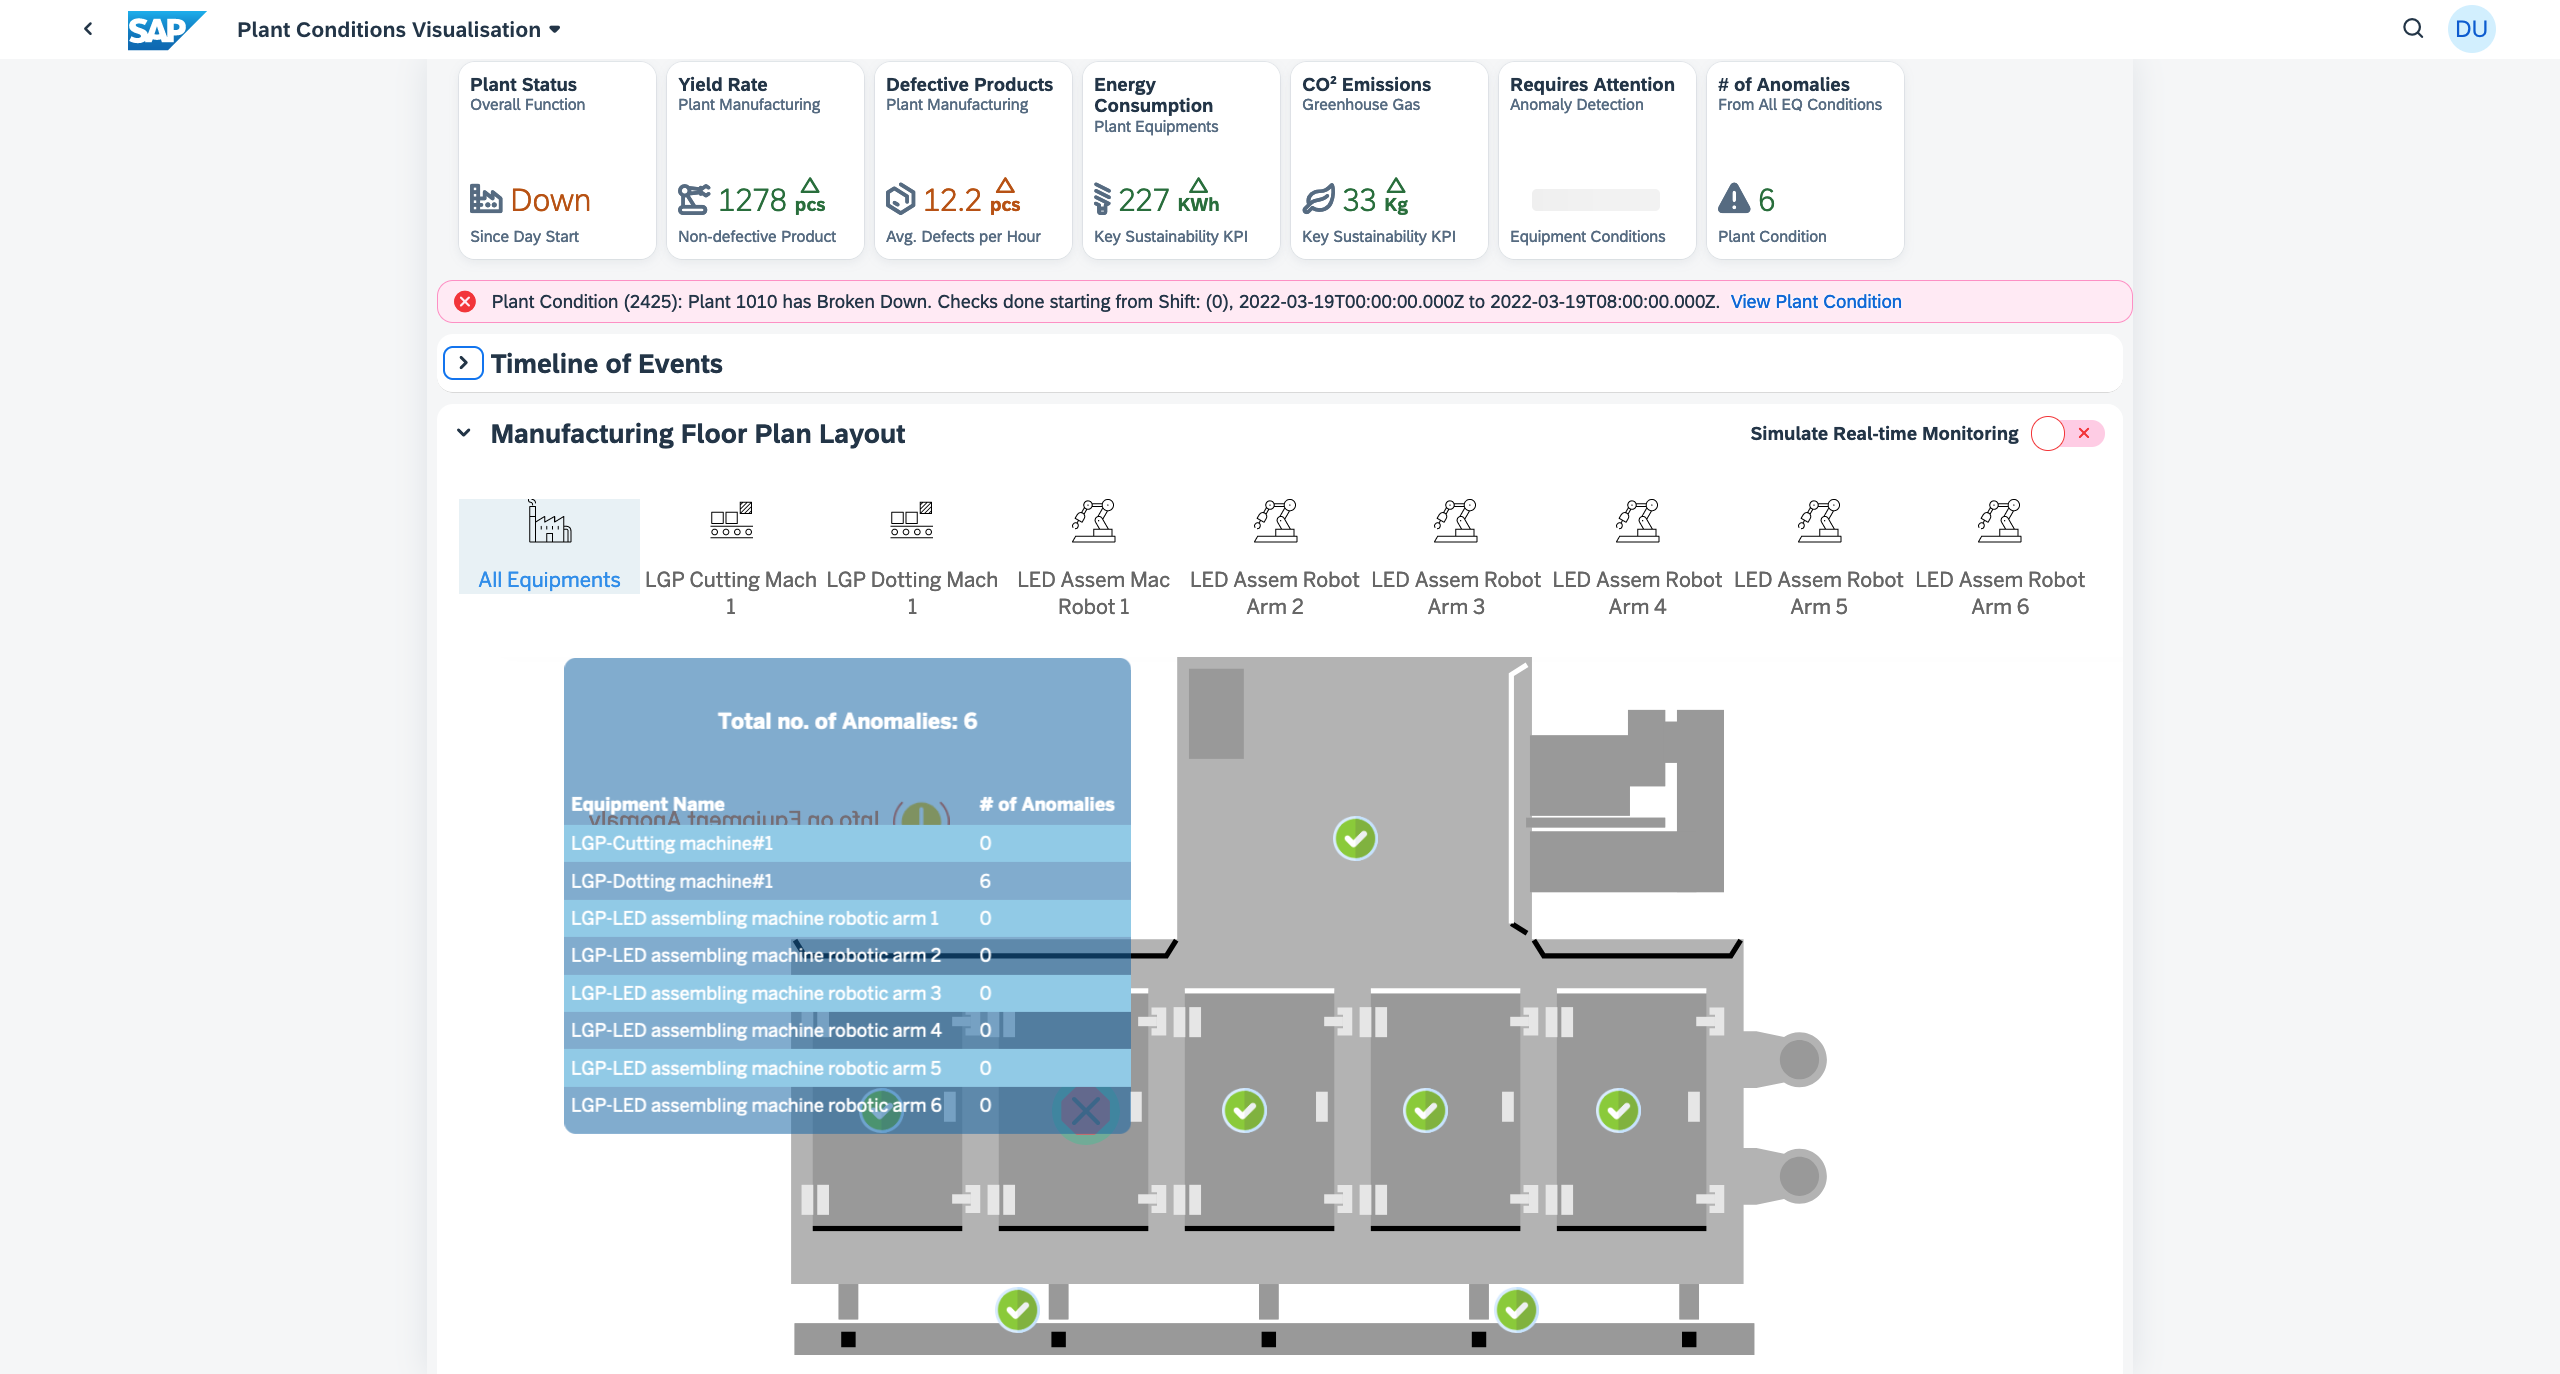 SAP Plant Conditions Visualisation DU
Plant Status
Overall Function
Down
Since Day Start
Yield Rate
Plant Manufacturing
1278 pcs
Non-defective Product
Defective Products
Plant Manufacturing
12.2 pcs
Avg. Defects per Hour
Energy
Consumption
Plant Equipments
227 KWh
Key Sustainability KPI
CO² Emissions
Greenhouse Gas
33 Kg
Key Sustainability KPI
Requires Attention
Anomaly Detection
Equipment Conditions
# of Anomalies
From All EQ Conditions
6
Plant Condition
Plant Condition (2425): Plant 1010 has Broken Down. Checks done starting from Shift: (0), 2022-03-19T00:00:00.000Z to 2022-03-19T08:00:00.000Z. View Plant Condition
Timeline of Events
Manufacturing Floor Plan Layout
Simulate Real-time Monitoring
All Equipments
LGP Cutting Mach
1
LGP Dotting Mach
1
LED Assem Mac
Robot 1
LED Assem Robot
Arm 2
LED Assem Robot
Arm 3
LED Assem Robot
Arm 4
LED Assem Robot
Arm 5
LED Assem Robot
Arm 6
Total no. of Anomalies: 6
Equipment Name # of Anomalies
Info on Equipment Anomaly
LGP-Cutting machine#1 0
LGP-Dotting machine#1 6
LGP-LED assembling machine robotic arm 1 0
LGP-LED assembling machine robotic arm 2 0
LGP-LED assembling machine robotic arm 3 0
LGP-LED assembling machine robotic arm 4 0
LGP-LED assembling machine robotic arm 5 0
LGP-LED assembling machine robotic arm 6 0